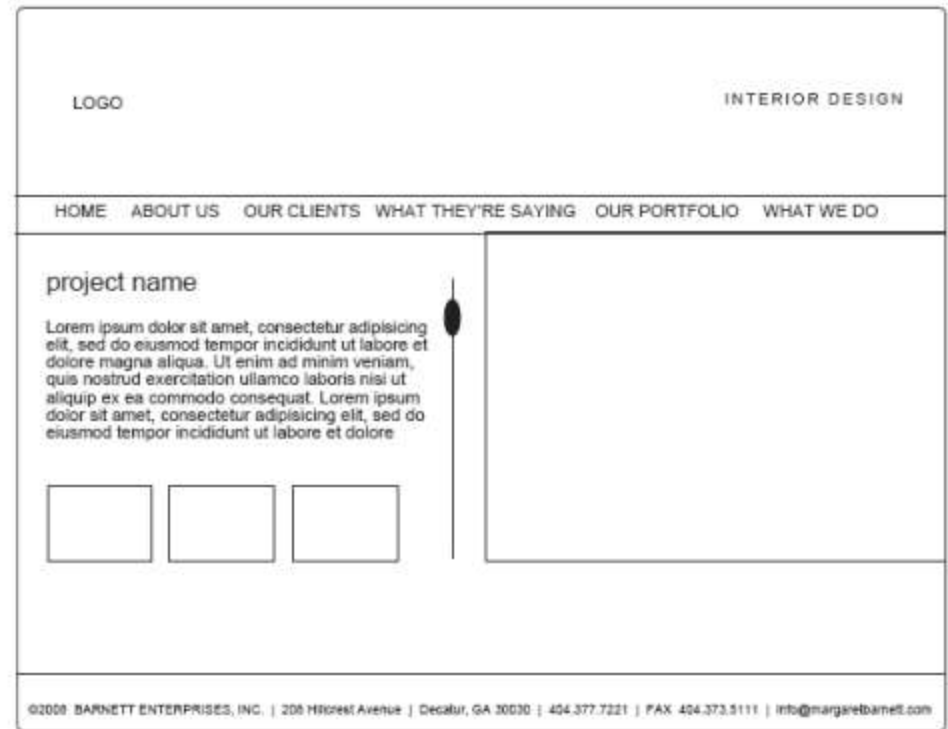 LOGO
INTERIOR DESIGN
HOME ABOUT US OUR CLIENTS WHAT THEY'RE SAYING OUR PORTFOLIO WHAT WE DO
project name
Lorem ipsum dolor sit amet, consectetur adipisicing
elit, sed do eiusmod tempor incididunt ut labore et
dolore magna aliqua. Ut enim ad minim veniam,
quis nostrud exercitation ullamco laboris nisi ut
aliquip ex ea commodo consequat. Lorem ipsum
dolor sit amet, consectetur adipisicing elit, sed do
eiusmod tempor incididunt ut labore et dolore
©2008 BARNETT ENTERPRISES, INC. | 208 Hillcrest Avenue | Decatur, GA 30030 | 404.377.7221 | FAX 404.373.5111 | info@margaretbarnett.com